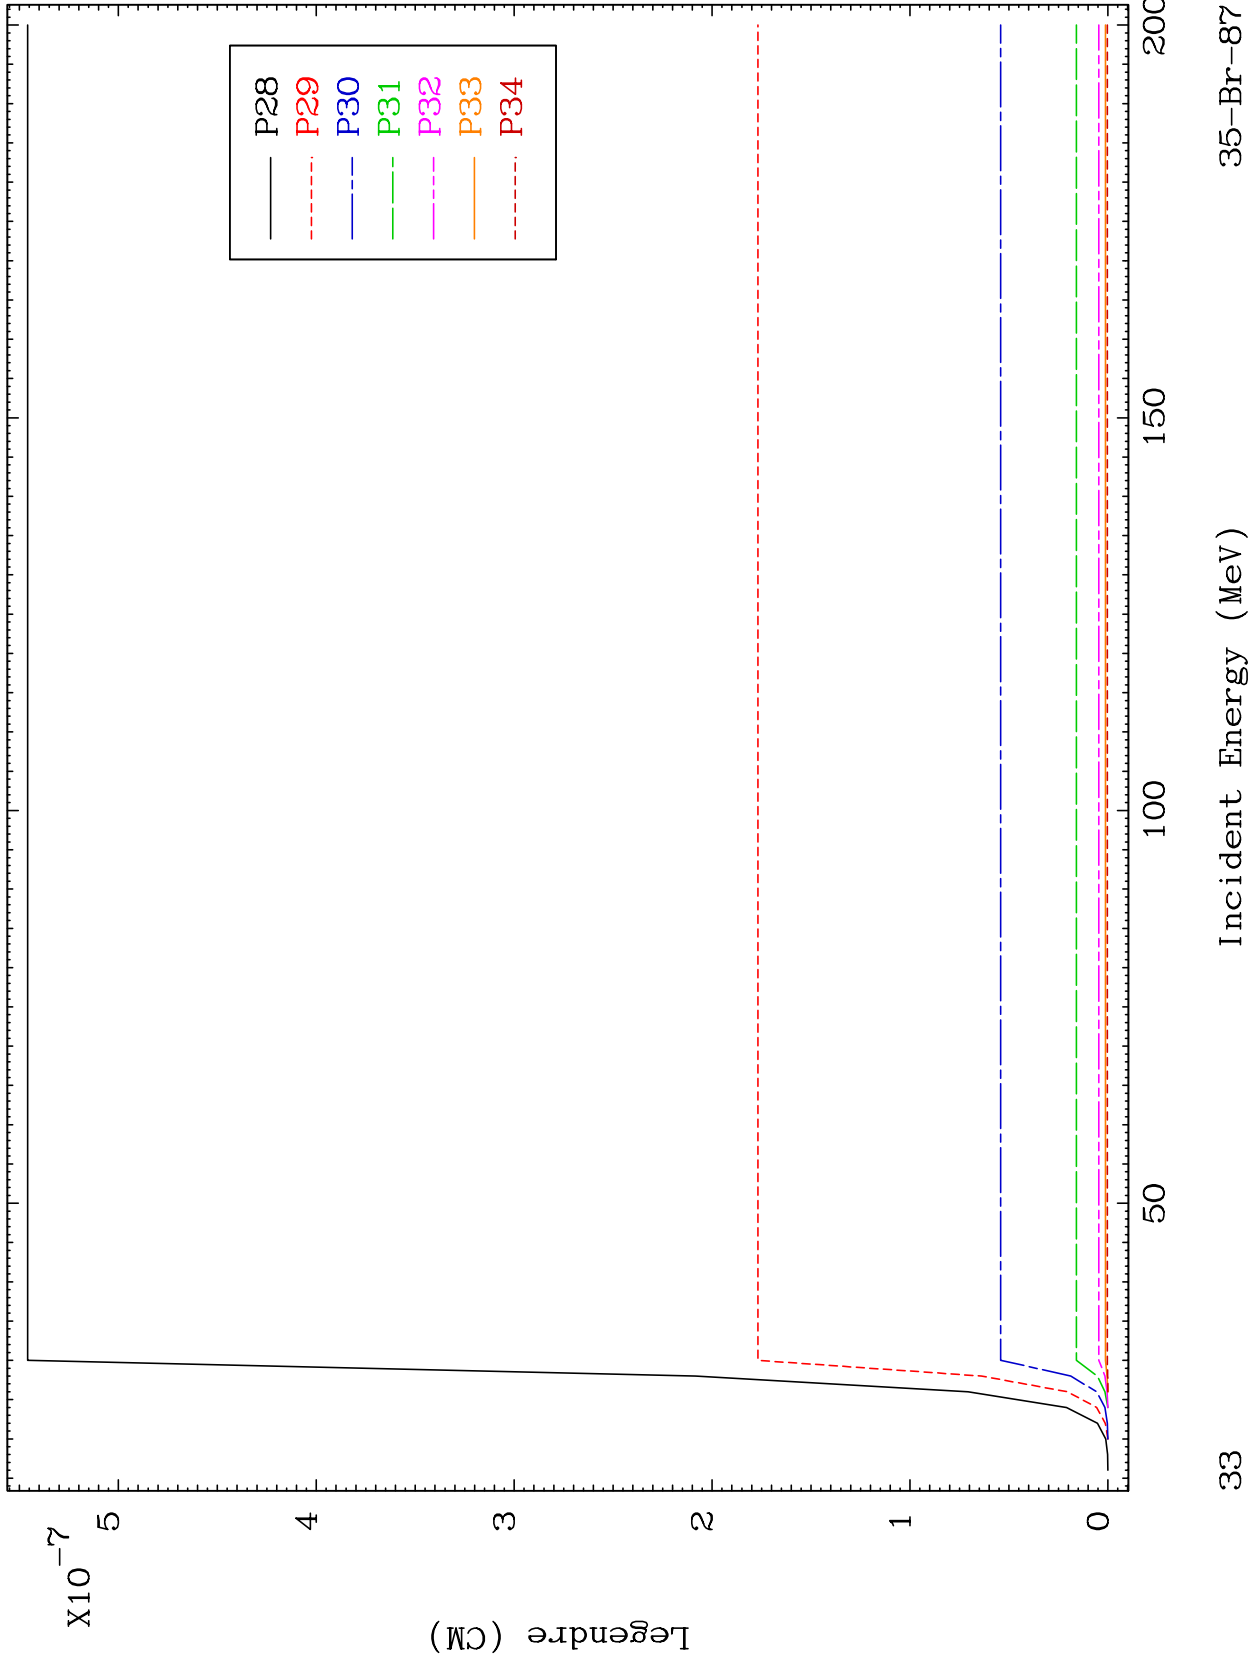 X10-7
5
4
3
2
1
0
Legendre (CM)
P28
P29
P30
P31
P32
P33
P34
50
100
150
200
33
Incident Energy (MeV)
35-Br-87